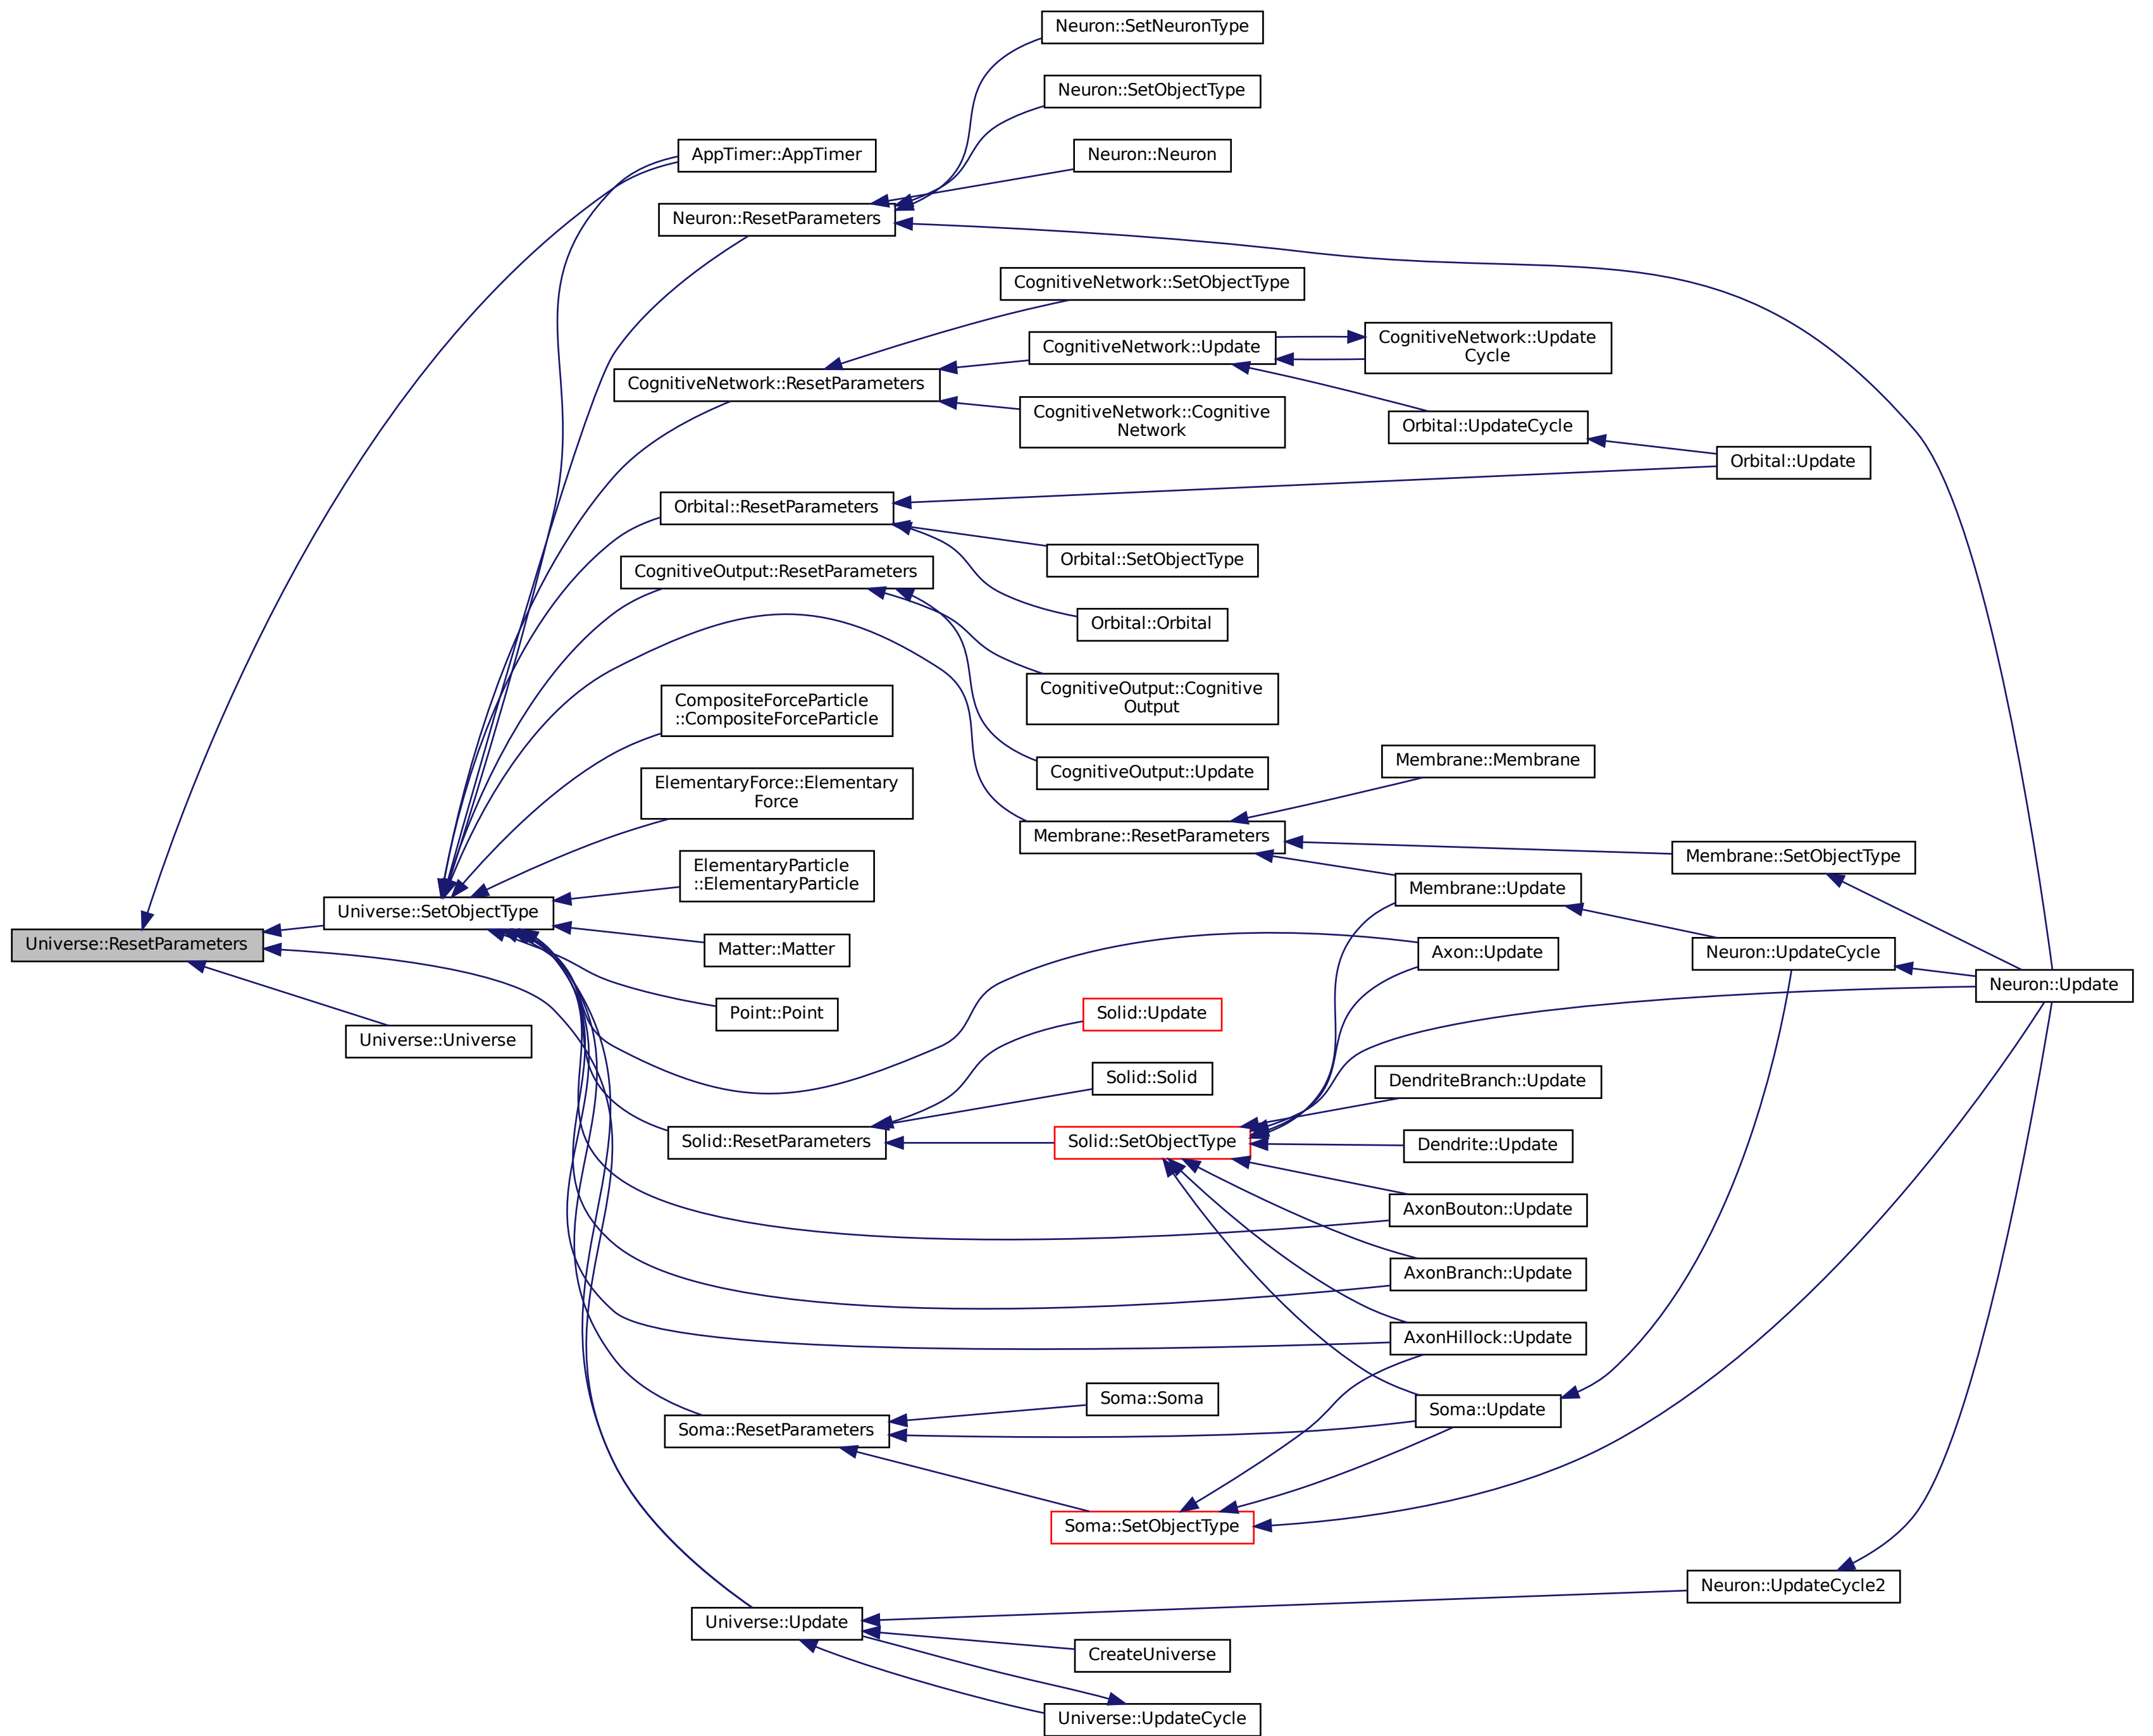 Neuron::SetNeuronType
Neuron::SetObjectType
AppTimer::AppTimer
Neuron::Neuron
Neuron::ResetParameters
CognitiveNetwork::SetObjectType
CognitiveNetwork::Update
CognitiveNetwork::Update
Cycle
CognitiveNetwork::ResetParameters
CognitiveNetwork::Cognitive
Network
Orbital::UpdateCycle
Orbital::Update
Orbital::ResetParameters
Orbital::SetObjectType
CognitiveOutput::ResetParameters
Orbital::Orbital
CognitiveOutput::Cognitive
Output
CompositeForceParticle
::CompositeForceParticle
CognitiveOutput::Update
Membrane::Membrane
ElementaryForce::Elementary
Force
Membrane::ResetParameters
Membrane::SetObjectType
ElementaryParticle
::ElementaryParticle
Membrane::Update
Universe::SetObjectType
Universe::ResetParameters
Matter::Matter
Axon::Update
Neuron::UpdateCycle
Neuron::Update
Point::Point
Solid::Update
Universe::Universe
Solid::Solid
DendriteBranch::Update
Solid::ResetParameters
Solid::SetObjectType
Dendrite::Update
AxonBouton::Update
AxonBranch::Update
AxonHillock::Update
Soma::Soma
Soma::Update
Soma::ResetParameters
Soma::SetObjectType
Neuron::UpdateCycle2
Universe::Update
CreateUniverse
Universe::UpdateCycle